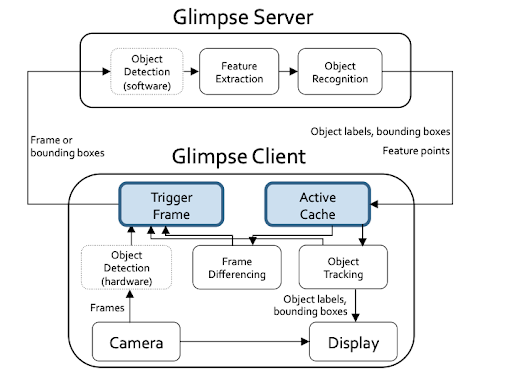 Glimpse Server
Object
Detection
(software)
Feature
Extraction
Object
Recognition
Frame or
bounding boxes
Object labels, bounding boxes
Feature points
Glimpse Client
Trigger
Frame
Active
Cache
Object
Detection
(hardware)
Frame
Differencing
Object
Tracking
Frames
Object labels,
bounding boxes
Camera
Display